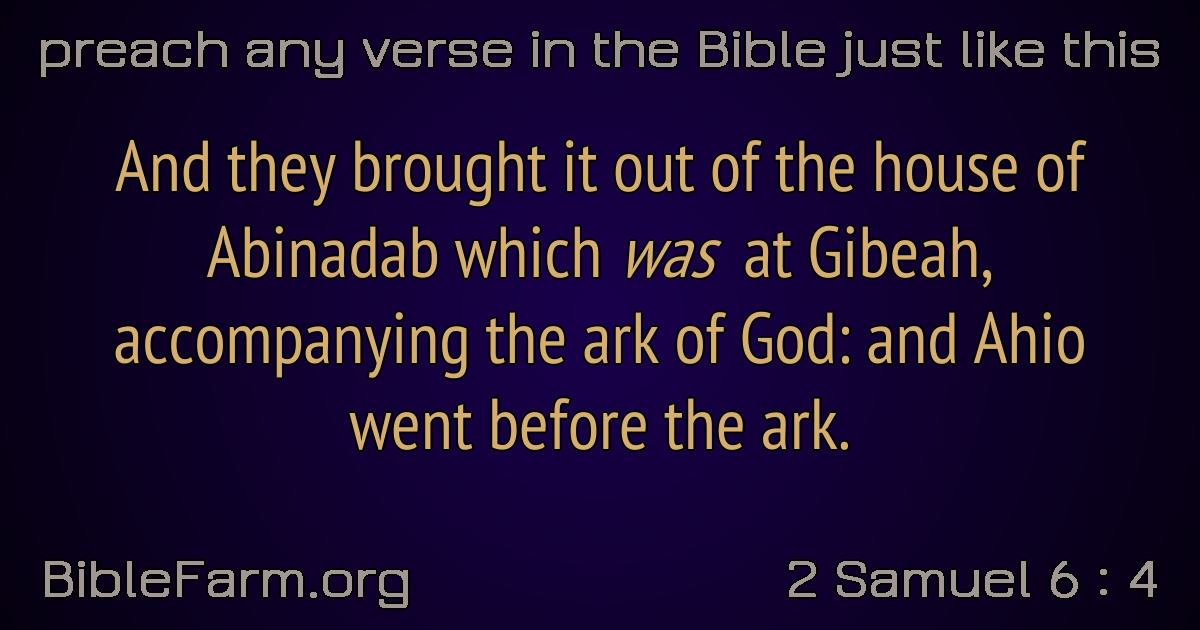 preach any verse in the Bible just like this
And they brought it out of the house of
Abinadab which was at Gibeah,
accompanying the ark of God: and Ahio
went before the ark.
BibleFarm.org
2 Samuel 6 : 4